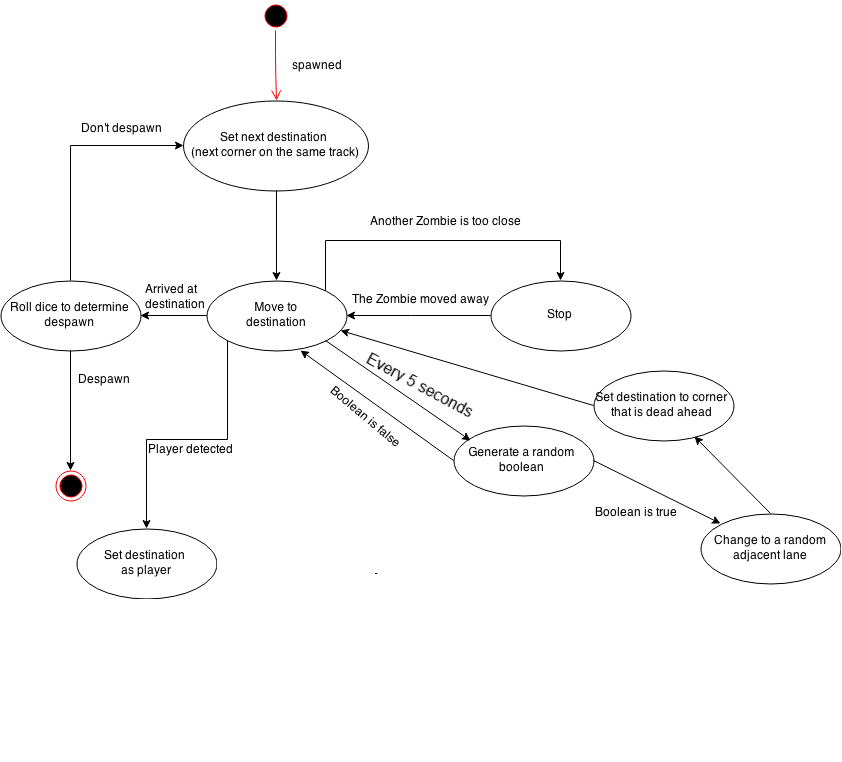 spawned
Don't despawn
Set next destination
(next corner on the same track)
Another Zombie is too close
Arrived at
destination
The Zombie moved away
Roll dice to determine
despawn
Move to
destination
Stop
Every 5 seconds
Despawn
Boolean is false
Set destination to corner
that is dead ahead
Player detected
Generate a random
boolean
Boolean is true
Change to a random
adjacent lane
Set destination
as player
-